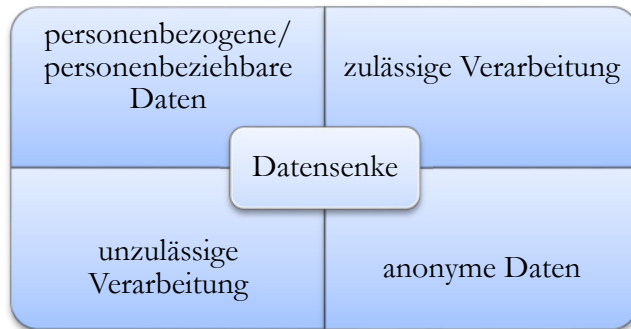 personenbezogene/
personenbeziehbare
Daten
zulässige Verarbeitung
Datensenke
unzulässige
Verarbeitung
anonyme Daten